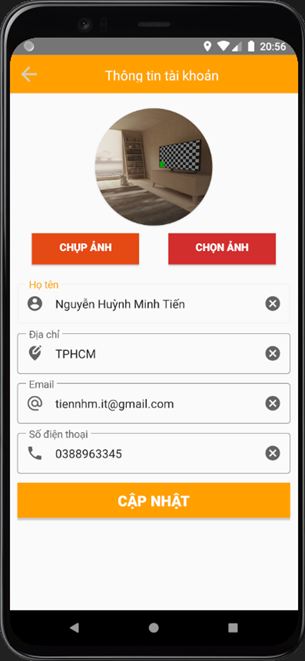 20:56
Thông tin tài khoản
CHỤP ẢNH
CHỌN ẢNH
Họ tên
Nguyễn Huỳnh Minh Tiến
Địa chỉ
TPHCM
Email
tiennhm.it@gmail.com
Số điện thoại
0388963345
CẬP NHẬT